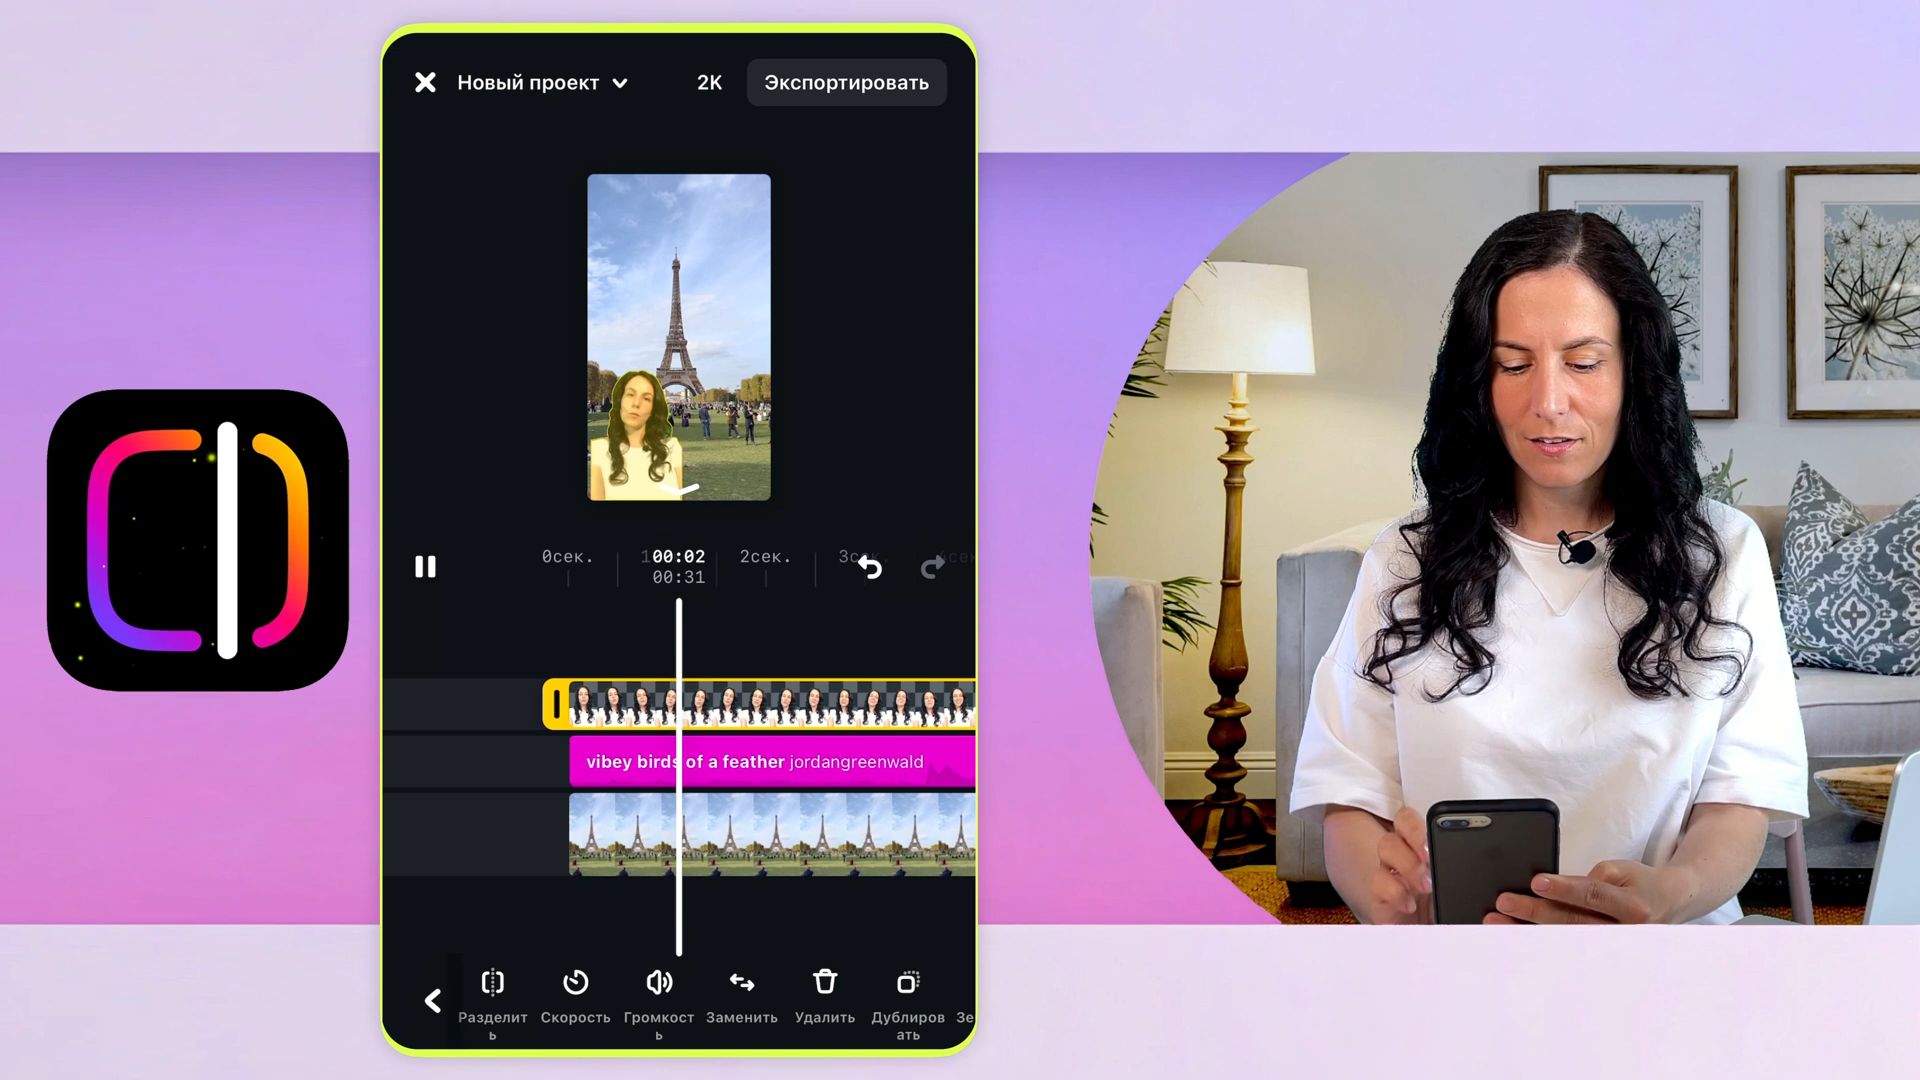 Новый проект
2K
Экспортировать
0сек.
00:02
2сек.
00:31
vibey birds of a feather jordangreenwald
Разделит
ь
Скорость
Громкост
ь
Заменить
Удалить
Дублиров
ать
Зе